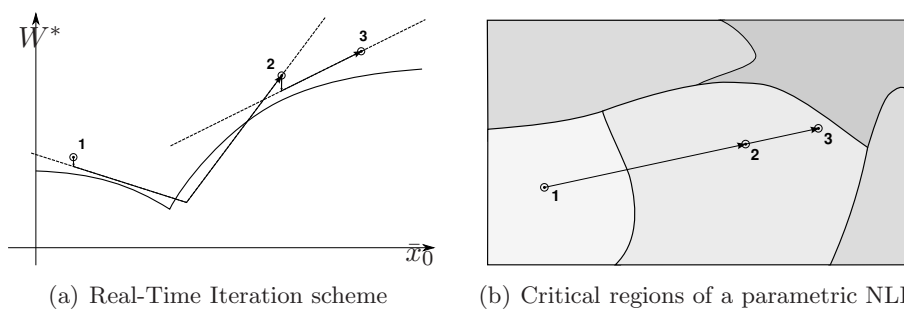 W*
1
2
3
x̄0
1
2
3
(a) Real-Time Iteration scheme
(b) Critical regions of a parametric NLP